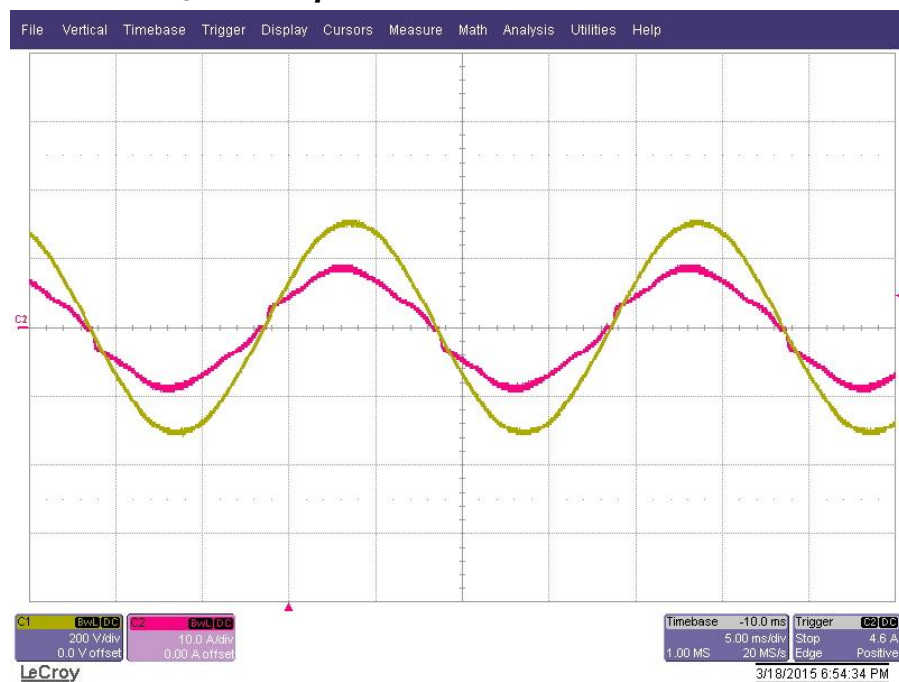 File Vertical Timebase Trigger Display Cursors Measure Math Analysis Utilities Help
C2
C1 BwL DC C2 BwL DC Timebase -10.0 ms Trigger C2 DC
200 V/div 10.0 A/div 5.00 ms/div Stop 4.6 A
0.0 V offset 0.00 A offset 1.00 MS 20 MS/s Edge Positive
LeCroy 3/18/2015 6:54:34 PM